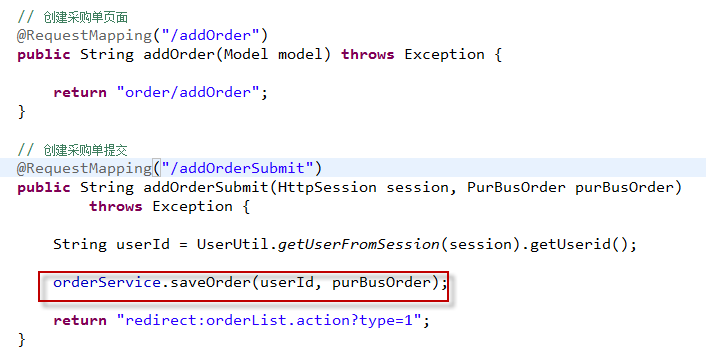 // 创建采购单页面
@RequestMapping("/addOrder")
public String addOrder(Model model) throws Exception {
return "order/addOrder";
}
// 创建采购单提交
@RequestMapping("/addOrderSubmit")
public String addOrderSubmit(HttpSession session, PurBusOrder purBusOrder)
throws Exception {
String userId = UserUtil.getUserFromSession(session).getUserid();
orderService.saveOrder(userId, purBusOrder);
return "redirect:orderList.action?type=1";
}